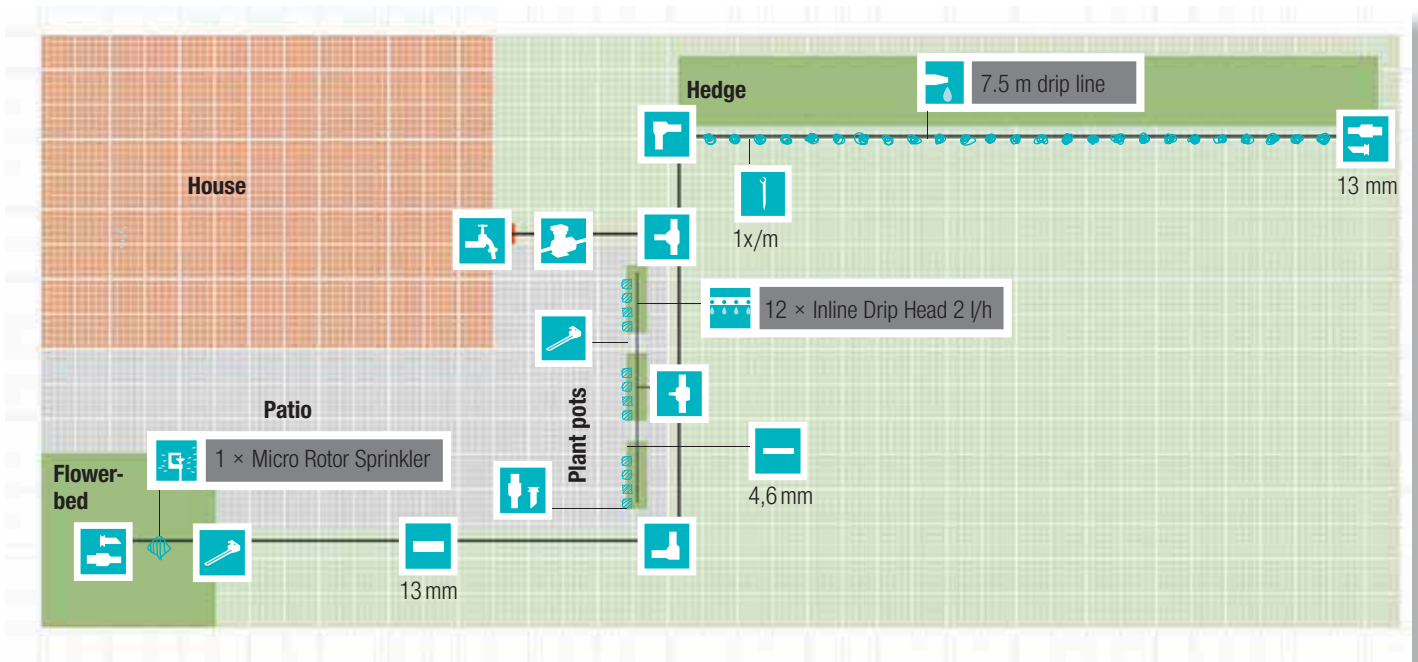 Hedge
7.5 m drip line
13 mm
House
1x/m
12 × Inline Drip Head 2 l/h
Plant pots
Patio
1 × Micro Rotor Sprinkler
Flower-
bed
4,6 mm
13 mm